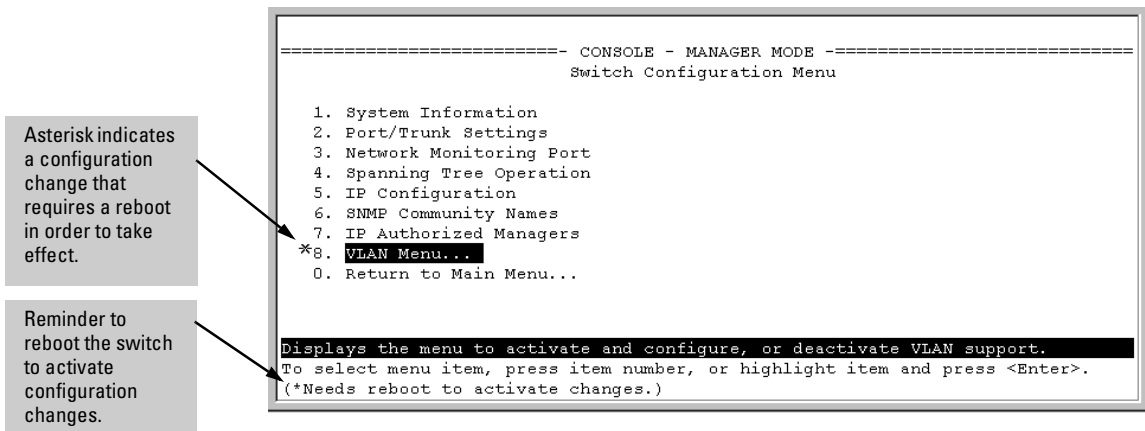 ==========================- CONSOLE - MANAGER MODE -============================
Switch Configuration Menu
1. System Information
2. Port/Trunk Settings
3. Network Monitoring Port
4. Spanning Tree Operation
5. IP Configuration
6. SNMP Community Names
7. IP Authorized Managers
*8. VLAN Menu...
0. Return to Main Menu...
Displays the menu to activate and configure, or deactivate VLAN support.
To select menu item, press item number, or highlight item and press <Enter>.
(*Needs reboot to activate changes.)
Asterisk indicates
a configuration
change that
requires a reboot
in order to take
effect.
Reminder to
reboot the switch
to activate
configuration
changes.